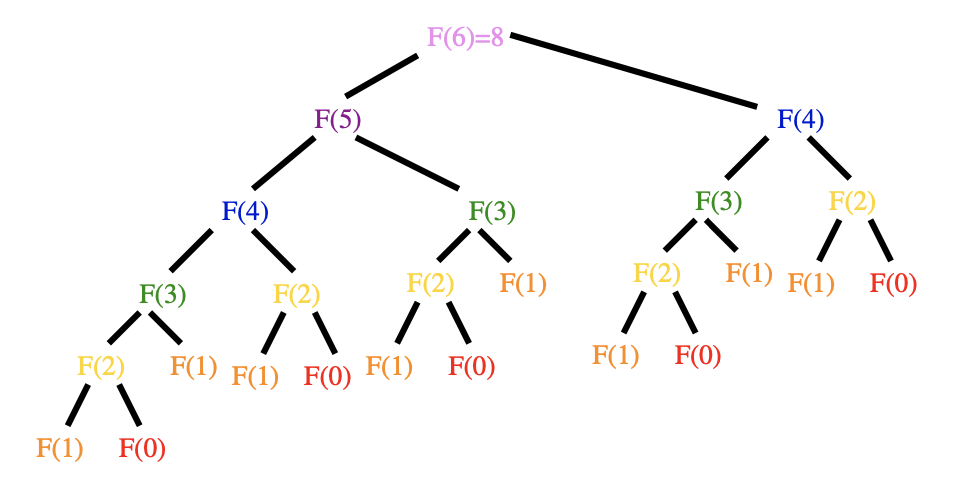 F(6)=8
F(5) F(4)
F(4) F(3) F(3) F(2)
F(3) F(2) F(2) F(1) F(2) F(1) F(1) F(0)
F(2) F(1) F(1) F(0) F(1) F(0) F(1) F(0)
F(1) F(0)